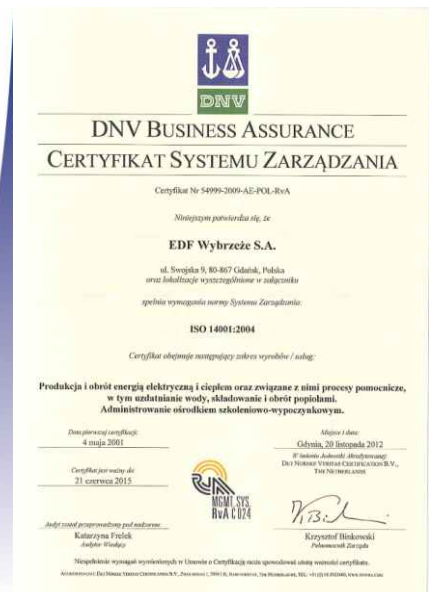 DNV
DNV BUSINESS ASSURANCE
CERTYFIKAT SYSTEMU ZARZĄDZANIA
Certyfikat Nr 54999-2009-AE-POL-RvA
Niniejszym potwierdza się, że
EDF Wybrzeże S.A.
ul. Swojska 9, 80-867 Gdańsk, Polska
oraz lokalizacje wyszczególnione w załączniku
spełnia wymagania normy Systemu Zarządzania:
ISO 14001:2004
Certyfikat obejmuje następujący zakres wyrobów / usług:
Produkcja i obrót energią elektryczną i ciepłem oraz związane z nimi procesy pomocnicze,
w tym uzdatnianie wody, składowanie i obrót popiołami.
Administrowanie ośrodkiem szkoleniowo-wypoczynkowym.
Data pierwszej certyfikacji:
4 maja 2001
Miejsce i data:
Gdynia, 20 listopada 2012
Certyfikat jest ważny do:
21 czerwca 2015
W imieniu Jednostki Akredytowanej:
DET NORSKE VERITAS CERTIFICATION B.V.,
THE NETHERLANDS
MGMT. SYS.
RvA C 024
Audyt został przeprowadzony pod nadzorem:
Katarzyna Frelek
Audytor Wiodący
Krzysztof Binkowski
Pełnomocnik Zarządu
Niespełnienie wymagań wymienionych w Umowie o Certyfikację może spowodować utratę ważności certyfikatu.